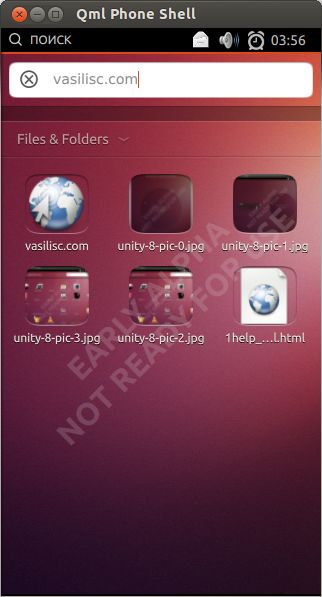 Qml Phone Shell
ПОИСК 03:56
vasilisc.com
Files & Folders
vasilisc.com unity-8-pic-0.jpg unity-8-pic-1.jpg
unity-8-pic-3.jpg unity-8-pic-2.jpg 1help_...l.html
EARLY ALPHA
NOT READY FOR USE